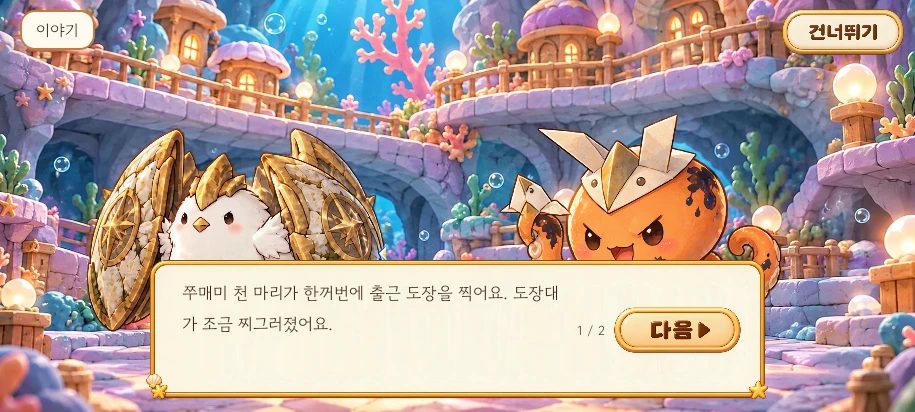 이야기
건너뛰기
쭈매미 천 마리가 한꺼번에 출근 도장을 찍어요. 도장대
가 조금 찌그러졌어요.
1 / 2
다음